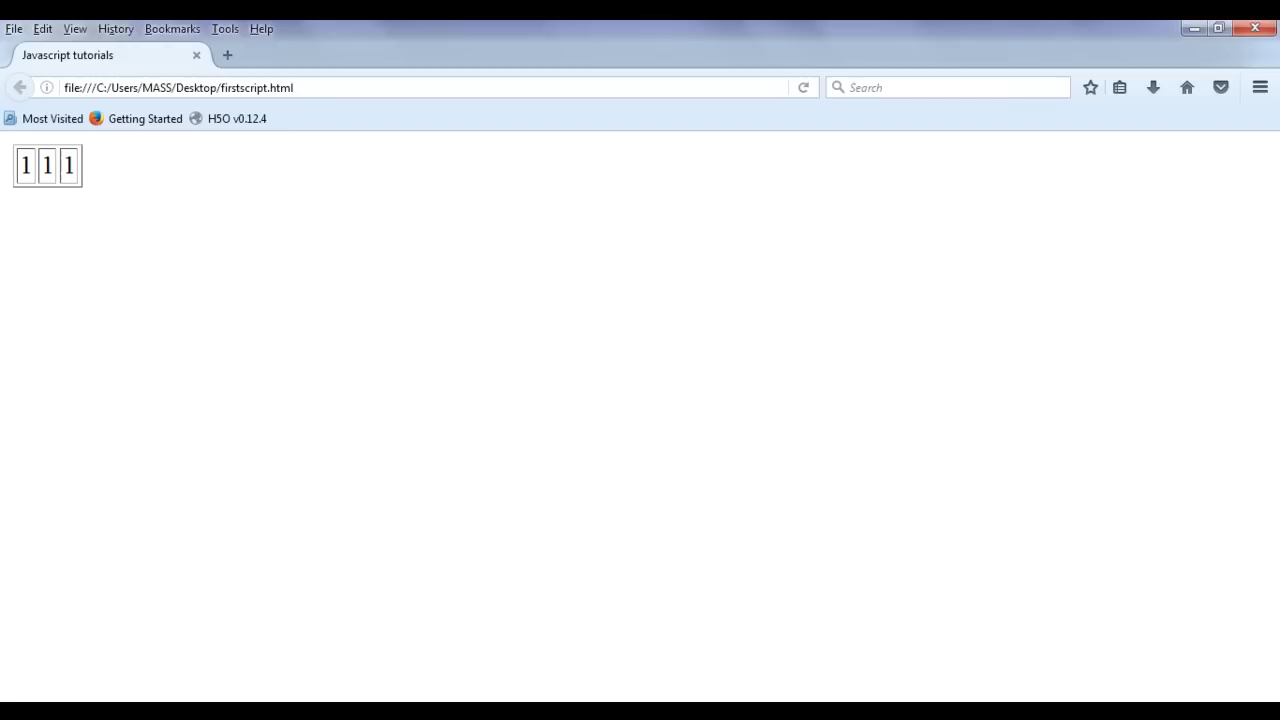 File Edit View History Bookmarks Tools Help
Javascript tutorials
file:///C:/Users/MASS/Desktop/firstscript.html Search
Most Visited Getting Started H5O v0.12.4
1 1 1